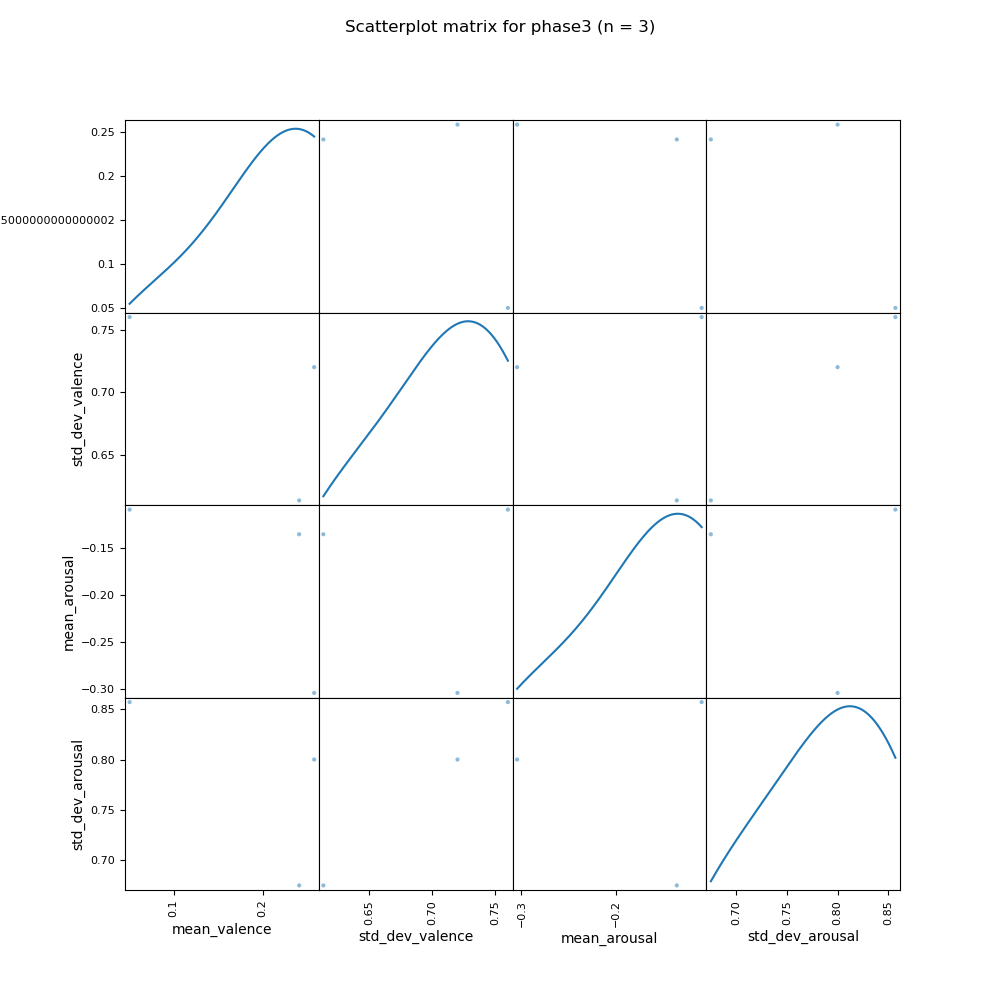 Scatterplot matrix for phase3 (n = 3)
0.25
0.2
5000000000000002
0.1
0.05
0.75
0.70
0.65
std_dev_valence
−0.15
−0.20
−0.25
−0.30
mean_arousal
0.85
0.80
0.75
0.70
std_dev_arousal
0.1 0.2
mean_valence
0.65 0.70 0.75
std_dev_valence
−0.3 −0.2
mean_arousal
0.70 0.75 0.80 0.85
std_dev_arousal